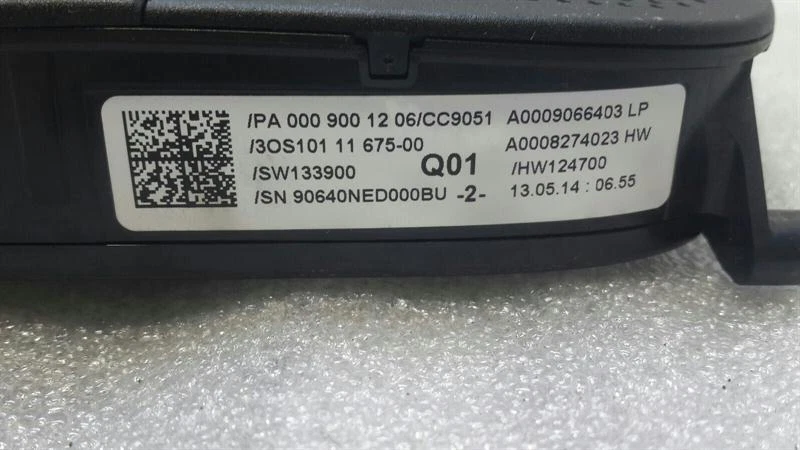 /PA 000 900 12 06/CC9051 A0009066403 LP
/3OS101 11 675-00 A0008274023 HW
/SW133900 Q01 /HW124700
/SN 90640NED000BU -2- 13.05.14 : 06.55